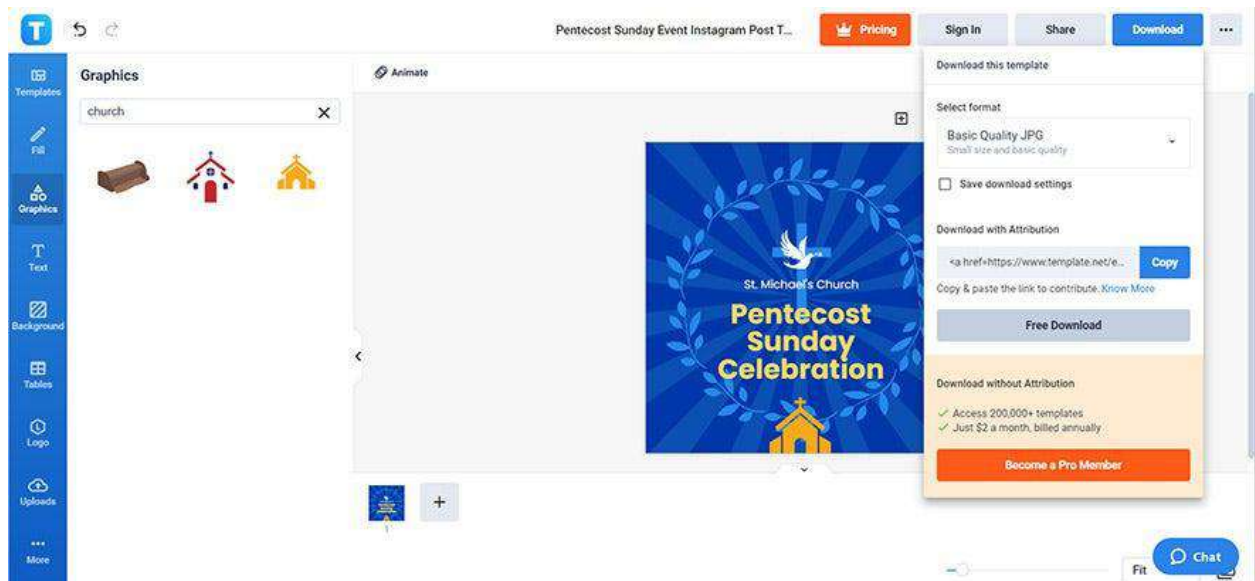 T
Pentecost Sunday Event Instagram Post T...
Pricing
Sign In
Share
Download
Templates
Fill
Graphics
Text
Background
Tables
Logo
Uploads
More
Graphics
church
Animate
St. Michael's Church
Pentecost
Sunday
Celebration
1
Download this template
Select format
Basic Quality JPG
Small size and basic quality
Save download settings
Download with Attribution
<a href=https://www.template.net/e... Copy
Copy & paste the link to contribute. Know More
Free Download
Download without Attribution
Access 200,000+ templates
Just $2 a month, billed annually
Become a Pro Member
Fit
Chat